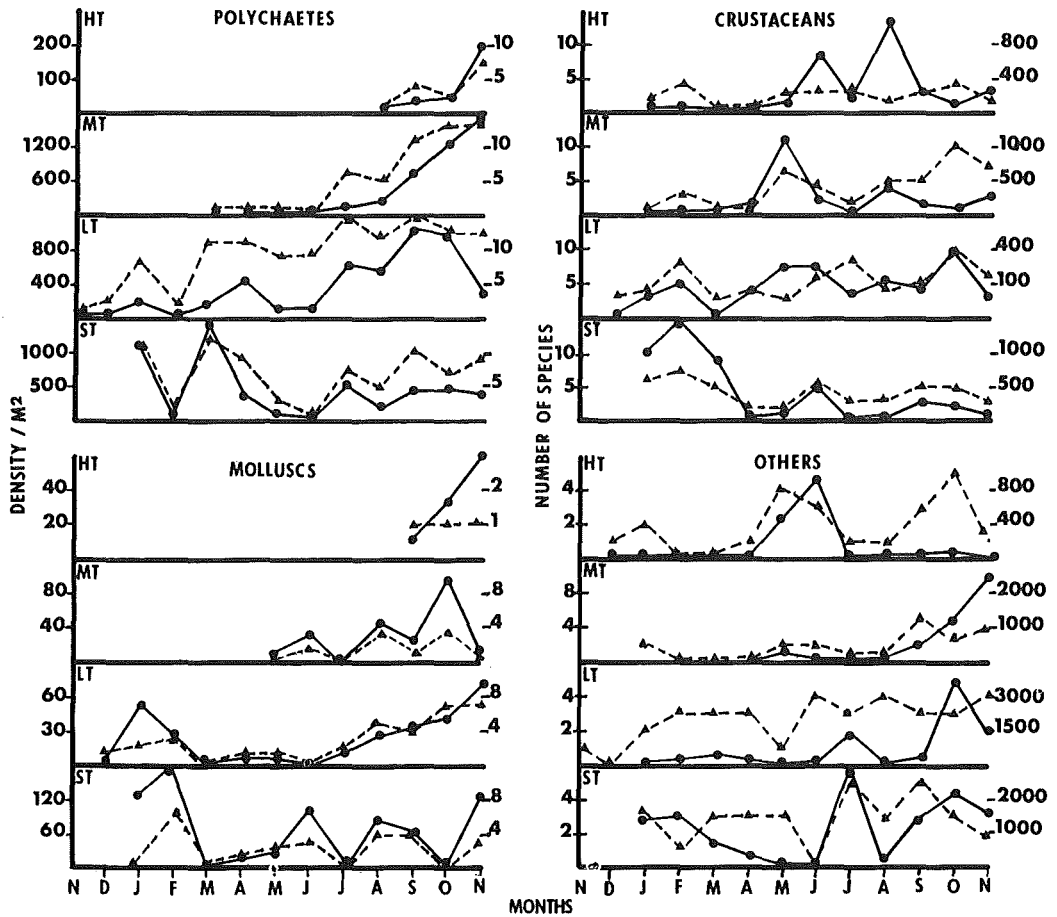 HT POLYCHAETES
200 10
100 5
MT
1200 10
600 5
LT
800 10
400 5
ST
1000
500 5
HT MOLLUSCS
40 2
20 1
MT
80 8
40 4
LT
60 8
30 4
ST
120 8
60 4
N D J F M A M J J A S O N
DENSITY / M2
HT CRUSTACEANS
10 800
5 400
MT
10 1000
5 500
LT
10 400
5 100
ST
10 1000
5 500
HT OTHERS
4 800
2 400
MT
8 2000
4 1000
LT
4 3000
2 1500
ST
4 2000
2 1000
N D J F M A M J J A S O N
NUMBER OF SPECIES
MONTHS